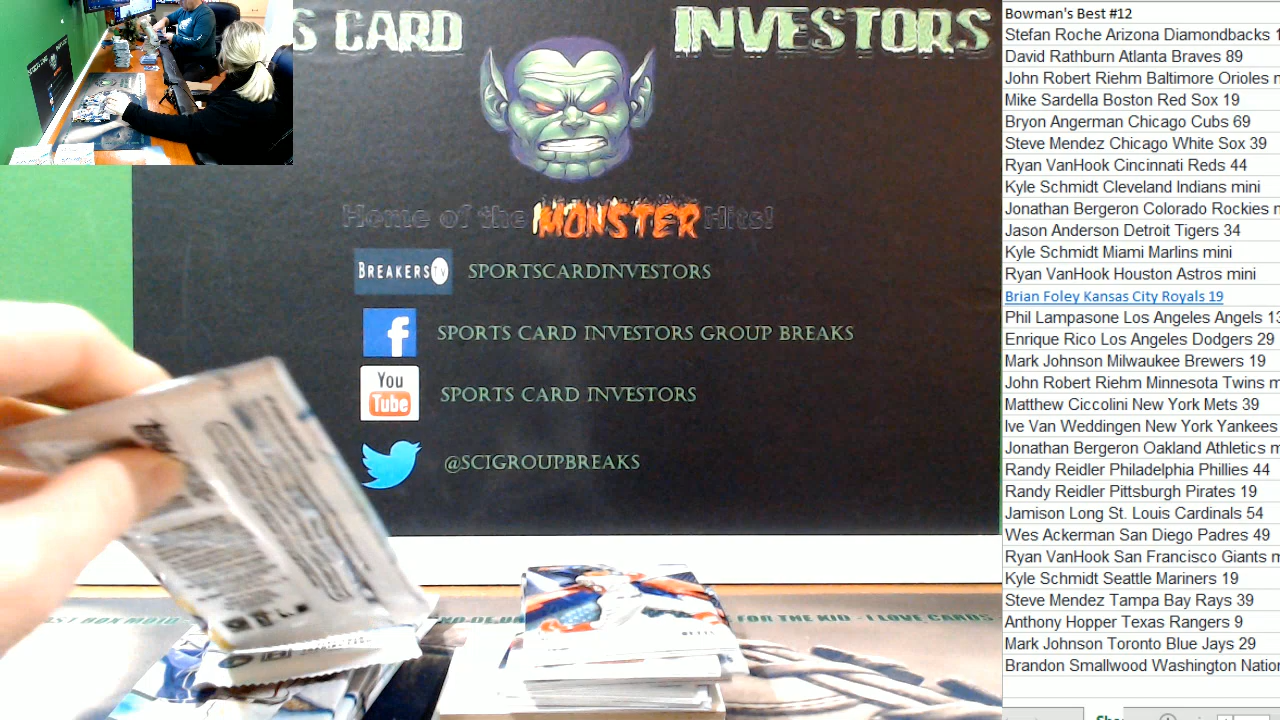 S CARD INVESTORS
Home of the MONSTER Hits!
BREAKERS TV SPORTSCARDINVESTORS
f SPORTS CARD INVESTORS GROUP BREAKS
You Tube SPORTS CARD INVESTORS
@SCIGROUPBREAKS
FOR THE KID - I LOVE CARDS
Bowman's Best #12
Stefan Roche Arizona Diamondbacks 1
David Rathburn Atlanta Braves 89
John Robert Riehm Baltimore Orioles m
Mike Sardella Boston Red Sox 19
Bryon Angerman Chicago Cubs 69
Steve Mendez Chicago White Sox 39
Ryan VanHook Cincinnati Reds 44
Kyle Schmidt Cleveland Indians mini
Jonathan Bergeron Colorado Rockies m
Jason Anderson Detroit Tigers 34
Kyle Schmidt Miami Marlins mini
Ryan VanHook Houston Astros mini
Brian Foley Kansas City Royals 19
Phil Lampasone Los Angeles Angels 13
Enrique Rico Los Angeles Dodgers 29
Mark Johnson Milwaukee Brewers 19
John Robert Riehm Minnesota Twins m
Matthew Ciccolini New York Mets 39
Ive Van Weddingen New York Yankees
Jonathan Bergeron Oakland Athletics m
Randy Reidler Philadelphia Phillies 44
Randy Reidler Pittsburgh Pirates 19
Jamison Long St. Louis Cardinals 54
Wes Ackerman San Diego Padres 49
Ryan VanHook San Francisco Giants m
Kyle Schmidt Seattle Mariners 19
Steve Mendez Tampa Bay Rays 39
Anthony Hopper Texas Rangers 9
Mark Johnson Toronto Blue Jays 29
Brandon Smallwood Washington Nation